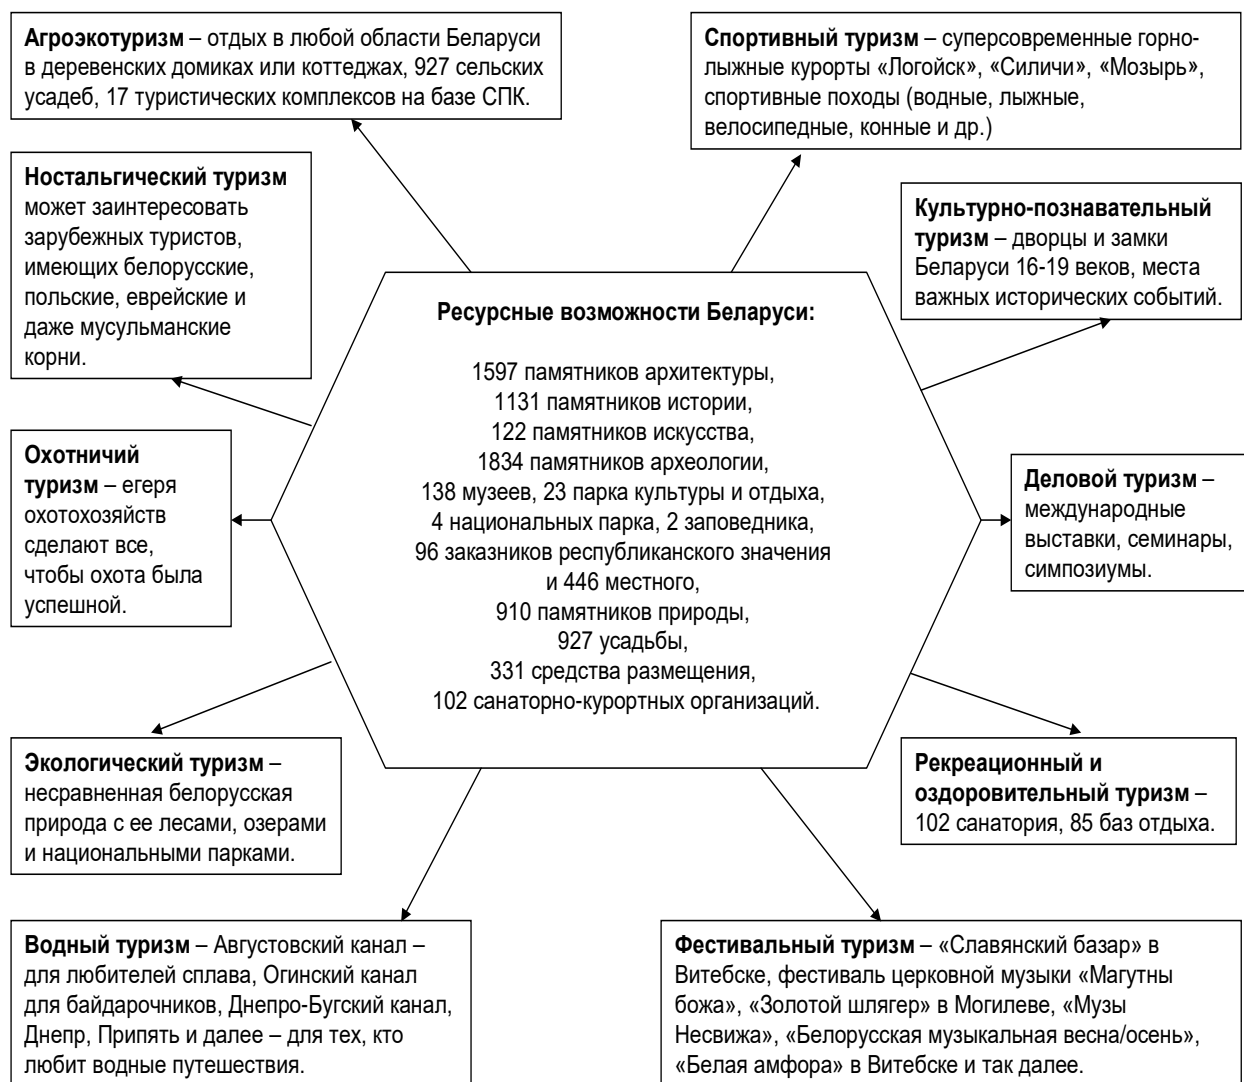 Агроэкотуризм – отдых в любой области Беларуси
в деревенских домиках или коттеджах, 927 сельских
усадеб, 17 туристических комплексов на базе СПК.
Спортивный туризм – суперсовременные горно-
лыжные курорты «Логойск», «Силичи», «Мозырь»,
спортивные походы (водные, лыжные,
велосипедные, конные и др.)
Ностальгический туризм
может заинтересовать
зарубежных туристов,
имеющих белорусские,
польские, еврейские и
даже мусульманские
корни.
Культурно-познавательный
туризм – дворцы и замки
Беларуси 16-19 веков, места
важных исторических событий.
Ресурсные возможности Беларуси:
1597 памятников архитектуры,
1131 памятников истории,
122 памятников искусства,
1834 памятников археологии,
138 музеев, 23 парка культуры и отдыха,
4 национальных парка, 2 заповедника,
96 заказников республиканского значения
и 446 местного,
910 памятников природы,
927 усадьбы,
331 средства размещения,
102 санаторно-курортных организаций.
Охотничий
туризм – егеря
охотохозяйств
сделают все,
чтобы охота была
успешной.
Деловой туризм –
международные
выставки, семинары,
симпозиумы.
Экологический туризм –
несравненная белорусская
природа с ее лесами, озерами
и национальными парками.
Рекреационный и
оздоровительный туризм –
102 санатория, 85 баз отдыха.
Водный туризм – Августовский канал –
для любителей сплава, Огинский канал
для байдарочников, Днепро-Бугский канал,
Днепр, Припять и далее – для тех, кто
любит водные путешествия.
Фестивальный туризм – «Славянский базар» в
Витебске, фестиваль церковной музыки «Магутны
божа», «Золотой шлягер» в Могилеве, «Музы
Несвижа», «Белорусская музыкальная весна/осень»,
«Белая амфора» в Витебске и так далее.